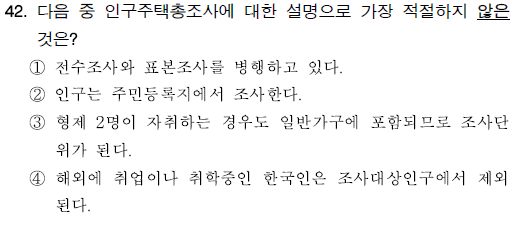 42. 다음 중 인구주택총조사에 대한 설명으로 가장 적절하지 않은
것은?
① 전수조사와 표본조사를 병행하고 있다.
② 인구는 주민등록지에서 조사한다.
③ 형제 2명이 자취하는 경우도 일반가구에 포함되므로 조사단
위가 된다.
④ 해외에 취업이나 취학중인 한국인은 조사대상인구에서 제외
된다.